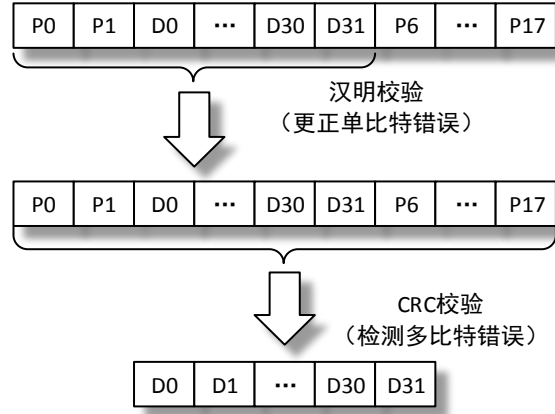 P0 P1 D0 ··· D30 D31 P6 ··· P17
汉明校验
（更正单比特错误）
P0 P1 D0 ··· D30 D31 P6 ··· P17
CRC校验
（检测多比特错误）
D0 D1 ··· D30 D31